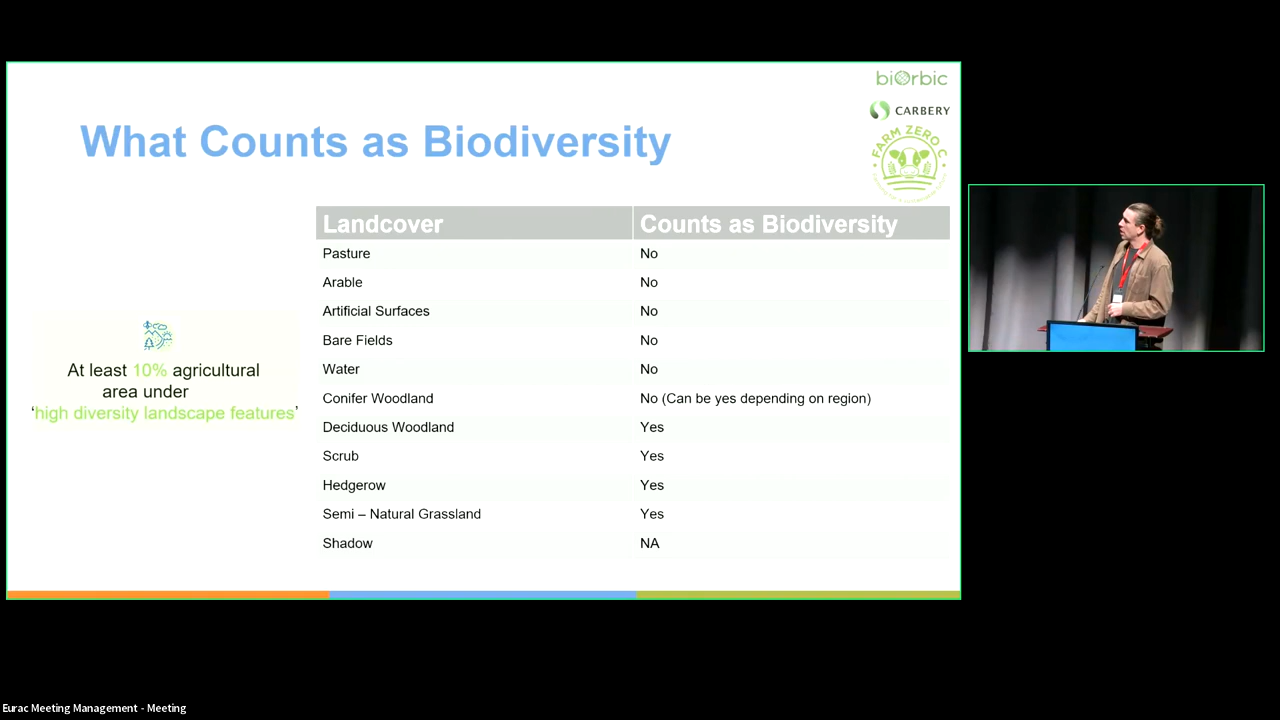 biOrbic
CARBERY
FARM ZERO C
What Counts as Biodiversity
Landcover Counts as Biodiversity
Pasture No
Arable No
Artificial Surfaces No
Bare Fields No
Water No
Conifer Woodland No (Can be yes depending on region)
Deciduous Woodland Yes
Scrub Yes
Hedgerow Yes
Semi – Natural Grassland Yes
Shadow NA
At least 10% agricultural
area under
‘high diversity landscape features’
Eurac Meeting Management - Meeting